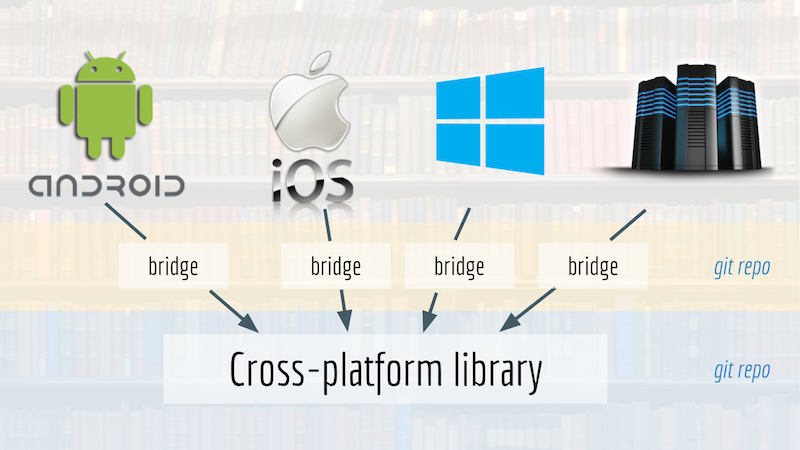 ANDROID
iOS
bridge
bridge
bridge
bridge
git repo
Cross-platform library
git repo